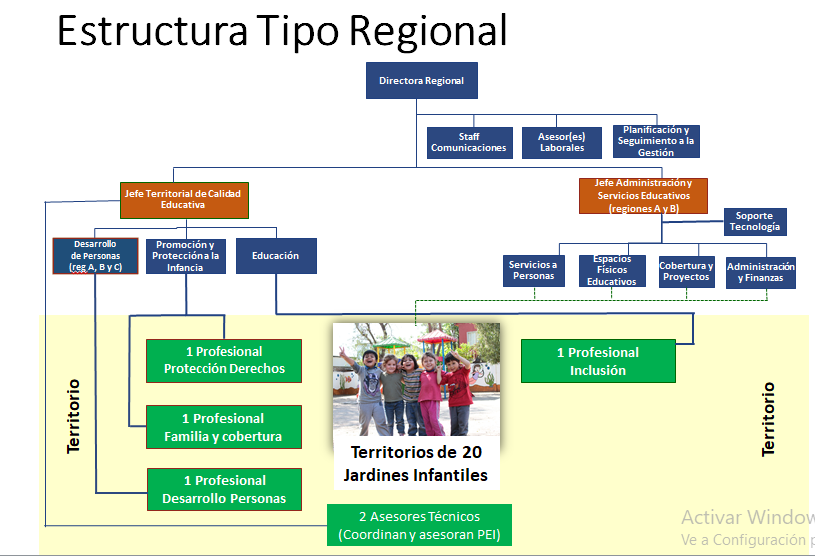 Estructura Tipo Regional
Directora Regional
Staff
Comunicaciones
Asesor(es)
Laborales
Planificación y
Seguimiento a la
Gestión
Jefe Territorial de Calidad
Educativa
Jefe Administración y
Servicios Educativos
(regiones A y B)
Soporte
Tecnología
Desarrollo
de Personas
(reg A, B y C)
Promoción y
Protección a la
Infancia
Educación
Servicios a
Personas
Espacios
Físicos
Educativos
Cobertura y
Proyectos
Administración
y Finanzas
Territorio
1 Profesional
Protección Derechos
1 Profesional
Familia y cobertura
1 Profesional
Desarrollo Personas
Territorios de 20
Jardines Infantiles
1 Profesional
Inclusión
Territorio
2 Asesores Técnicos
(Coordinan y asesoran PEI)
Activar Window
Ve a Configuración p